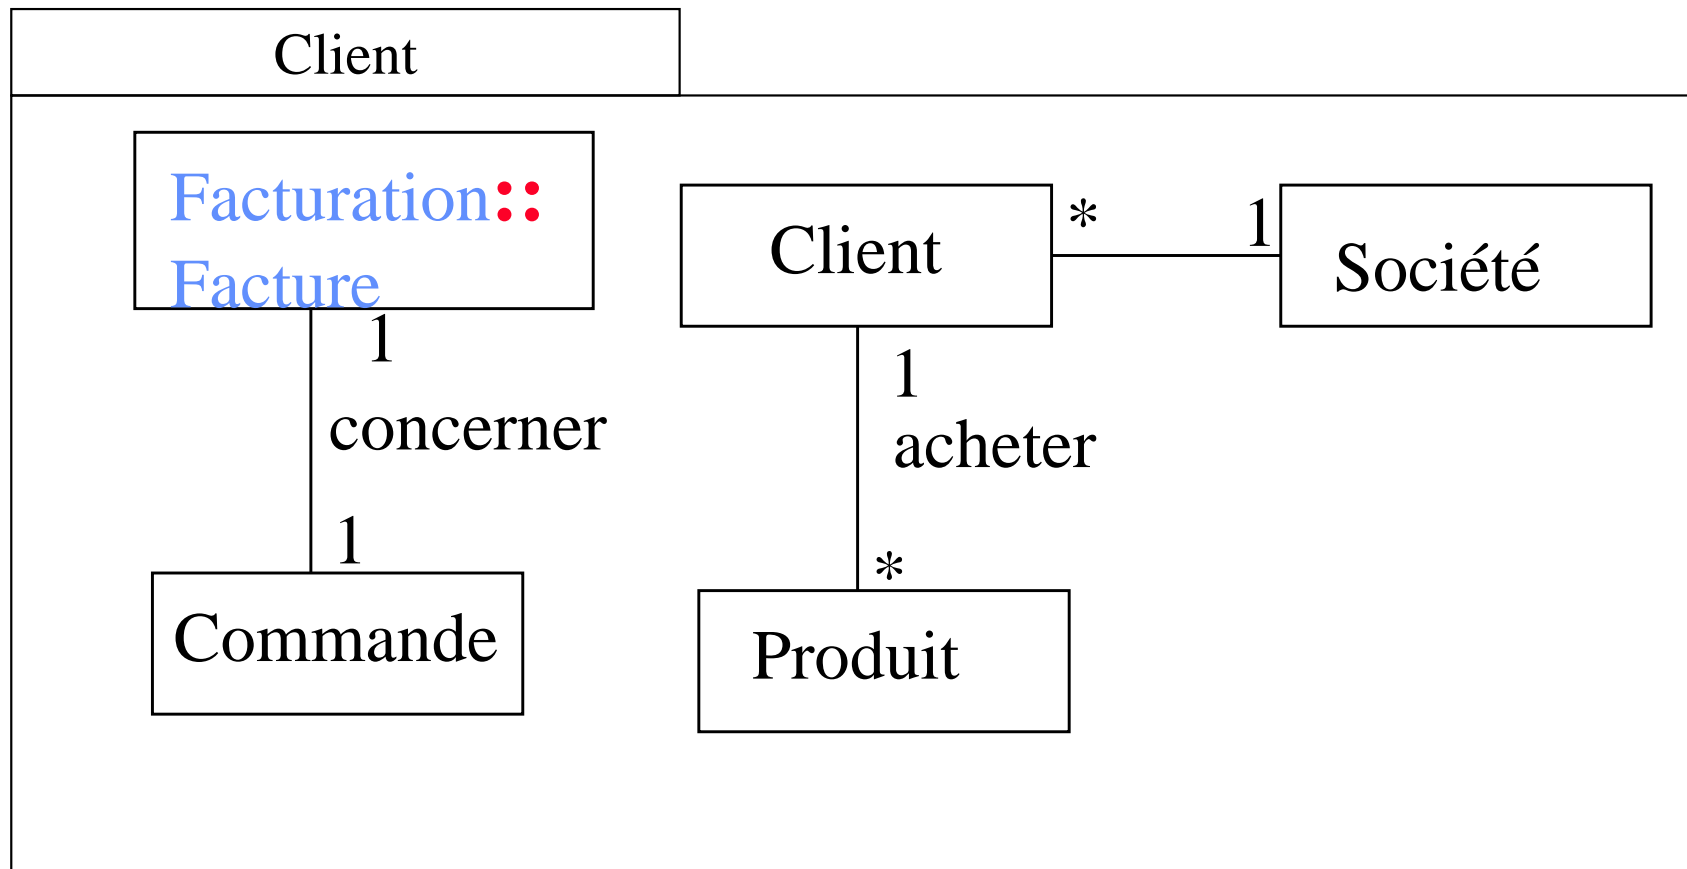 Client
Facturation::
Facture
1
concerner
1
Commande
Client
*
1
Société
1
acheter
*
Produit